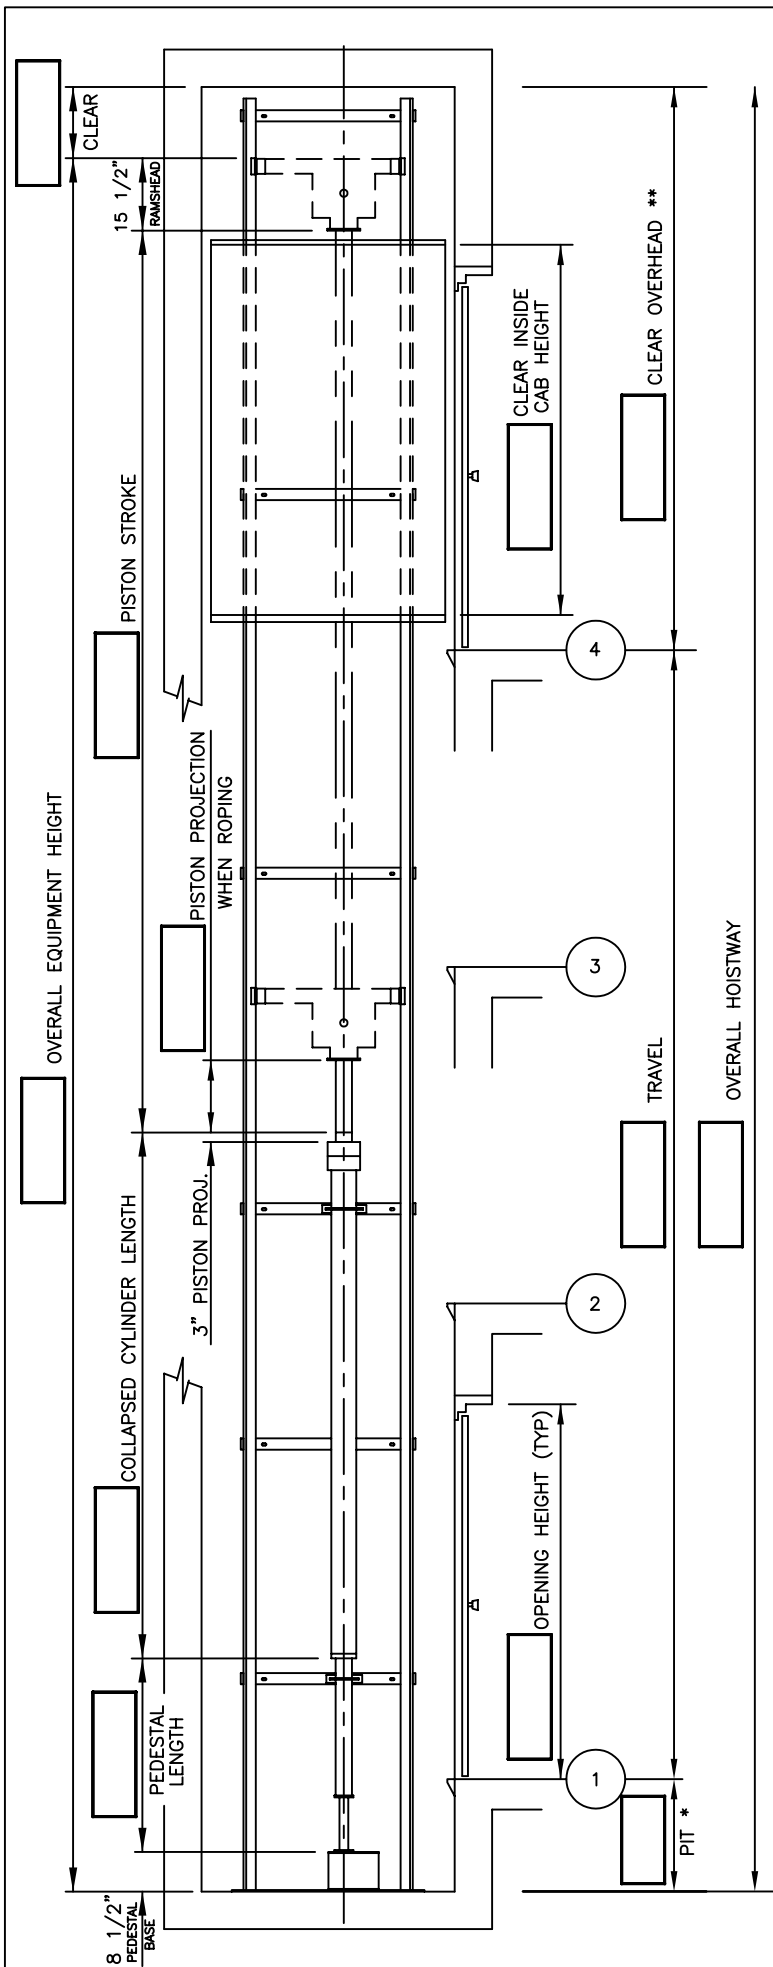 CLEAR
15 1/2"
RAMSHEAD
PISTON STROKE
OVERALL EQUIPMENT HEIGHT
PISTON PROJECTION
WHEN ROPING
3" PISTON PROJ.
COLLAPSED CYLINDER LENGTH
PEDESTAL
LENGTH
8 1/2"
PEDESTAL
BASE
CLEAR INSIDE
CAB HEIGHT
CLEAR OVERHEAD **
4
3
2
1
OPENING HEIGHT (TYP)
TRAVEL
OVERALL HOISTWAY
PIT *